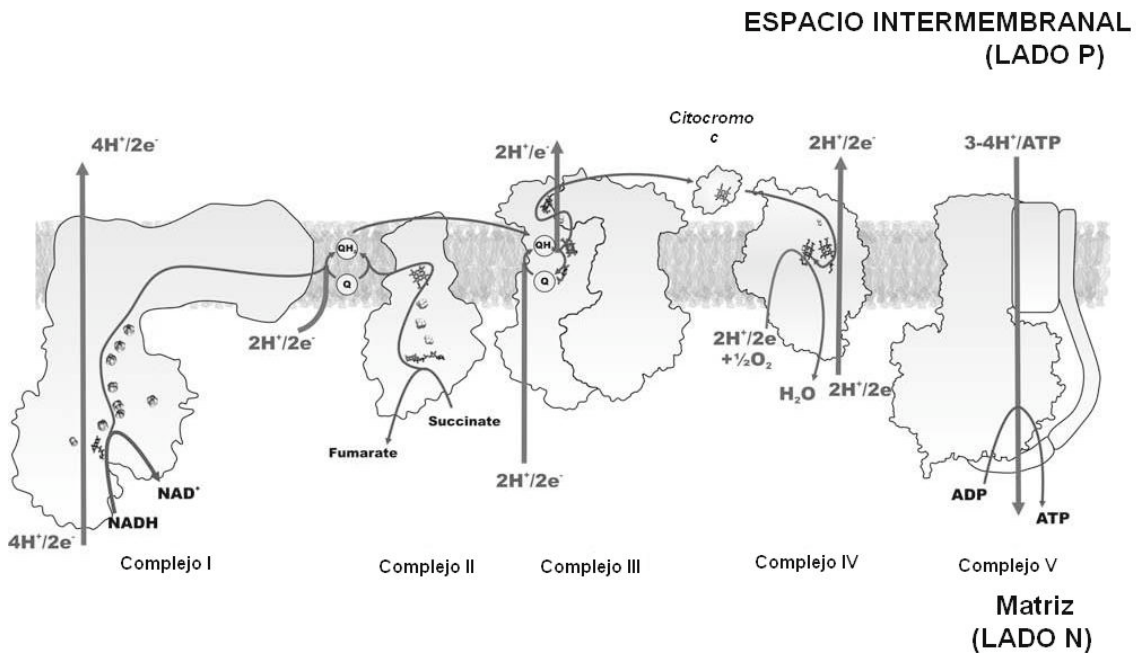 ESPACIO INTERMEMBRANAL
(LADO P)
4H⁺/2e⁻
2H⁺/e⁻
Citocromo
c
2H⁺/2e⁻
3-4H⁺/ATP
QH₂
Q
QH
Q
2H⁺/2e⁻
2H⁺/2e
+½O₂
H₂O
2H⁺/2e
Succinate
Fumarate
2H⁺/2e⁻
NAD⁺
NADH
4H⁺/2e⁻
ADP
ATP
Complejo I
Complejo II
Complejo III
Complejo IV
Complejo V
Matriz
(LADO N)